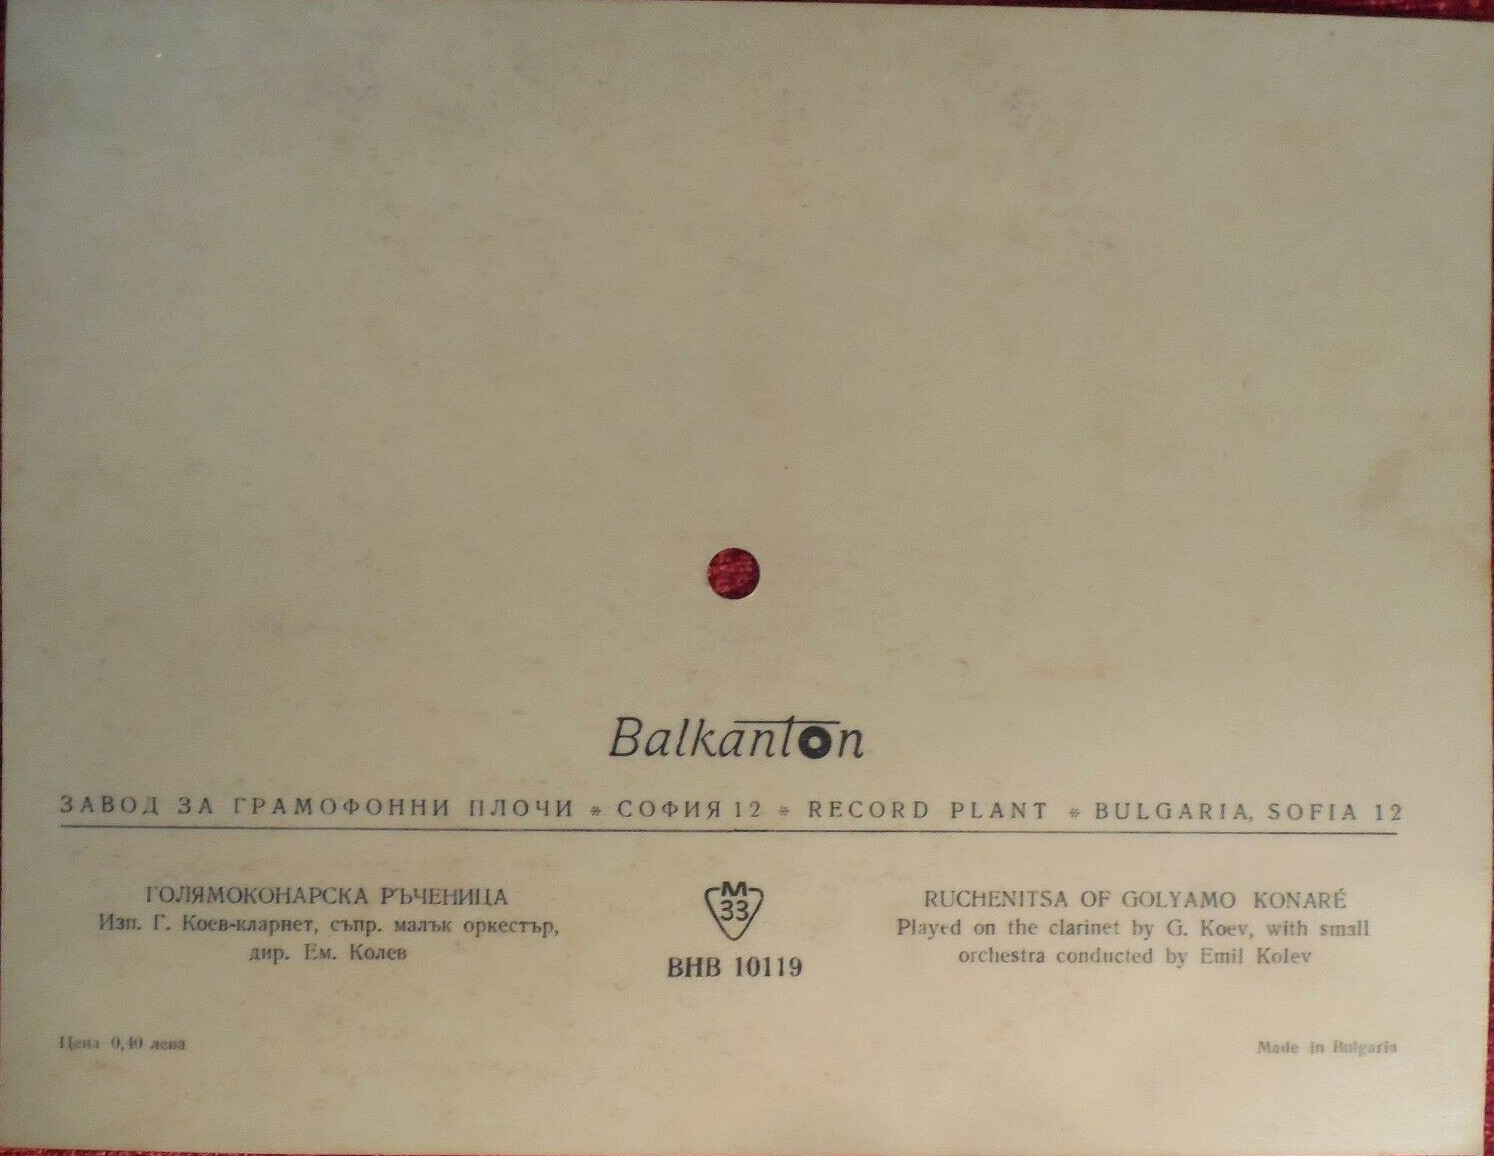 Balkanton
ЗАВОД ЗА ГРАМОФОННИ ПЛОЧИ * СОФИЯ 12 * RECORD PLANT * BULGARIA, SOFIA 12
ГОЛЯМОКОНАРСКА РЪЧЕНИЦА
Изп. Г. Коев-кларнет, съпр. малък оркестър,
дир. Ем. Колев
М
33
ВНВ 10119
RUCHENITSA OF GOLYAMO KONARÉ
Played on the clarinet by G. Koev, with small
orchestra conducted by Emil Kolev
Цена 0,40 лева
Made in Bulgaria